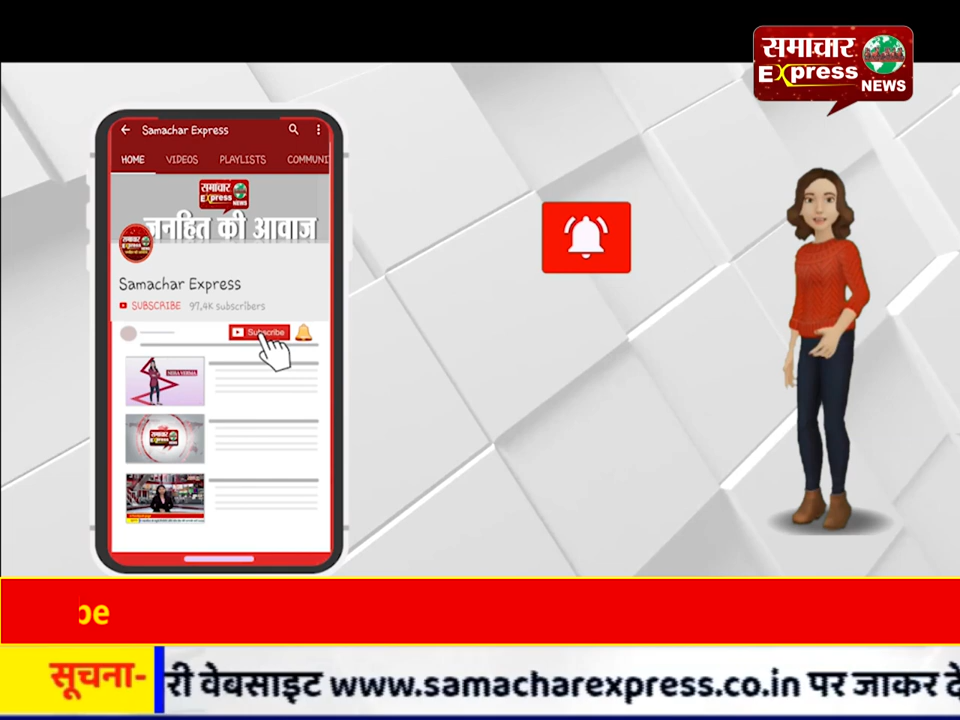 समाचार
Express
NEWS
Samachar Express
HOME VIDEOS PLAYLISTS COMMUNI
समाचार
Express
NEWS
जनहित की आवाज
Samachar Express
SUBSCRIBE 97.4K subscribers
Subscribe
be
सूचना- री वेबसाइट www.samacharexpress.co.in पर जाकर दे